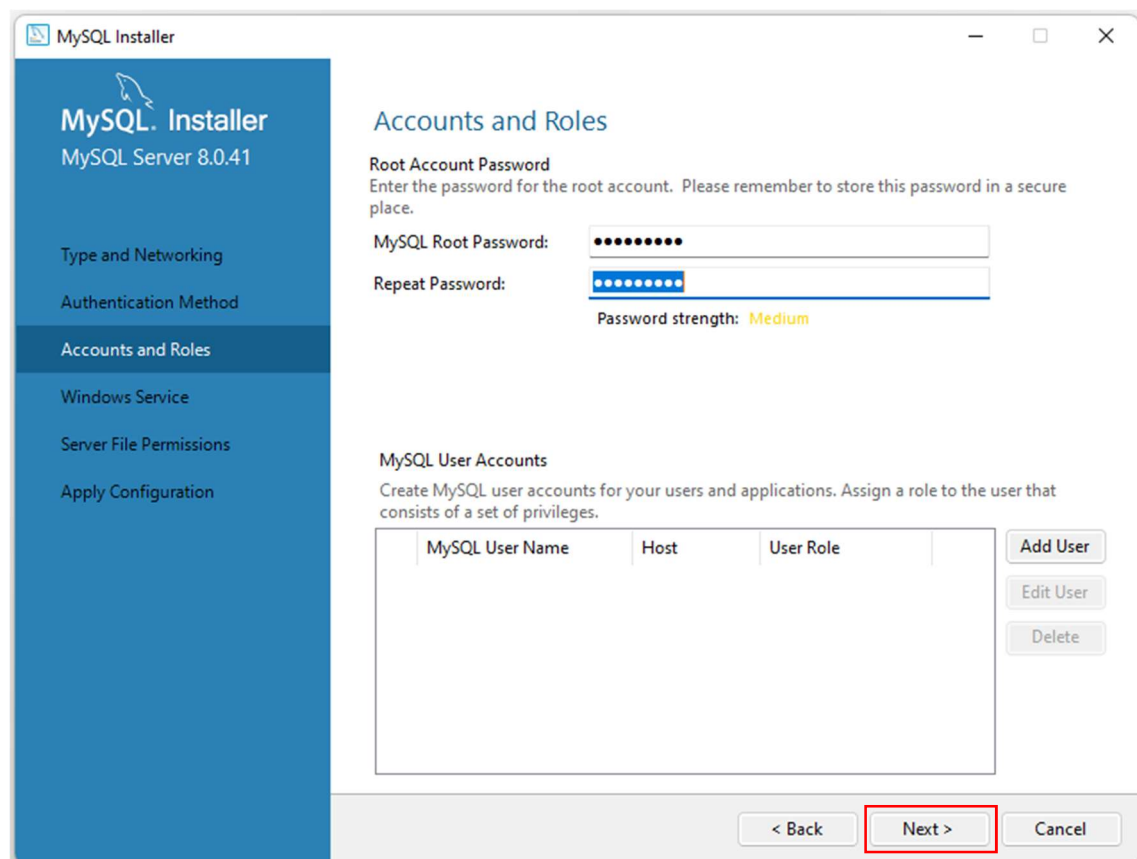 MySQL Installer
MySQL. Installer
MySQL Server 8.0.41
Type and Networking
Authentication Method
Accounts and Roles
Windows Service
Server File Permissions
Apply Configuration
Accounts and Roles
Root Account Password
Enter the password for the root account. Please remember to store this password in a secure
place.
MySQL Root Password: ●●●●●●●●●
Repeat Password: ●●●●●●●●●
Password strength: Medium
MySQL User Accounts
Create MySQL user accounts for your users and applications. Assign a role to the user that
consists of a set of privileges.
MySQL User Name Host User Role
Add User
Edit User
Delete
< Back Next > Cancel